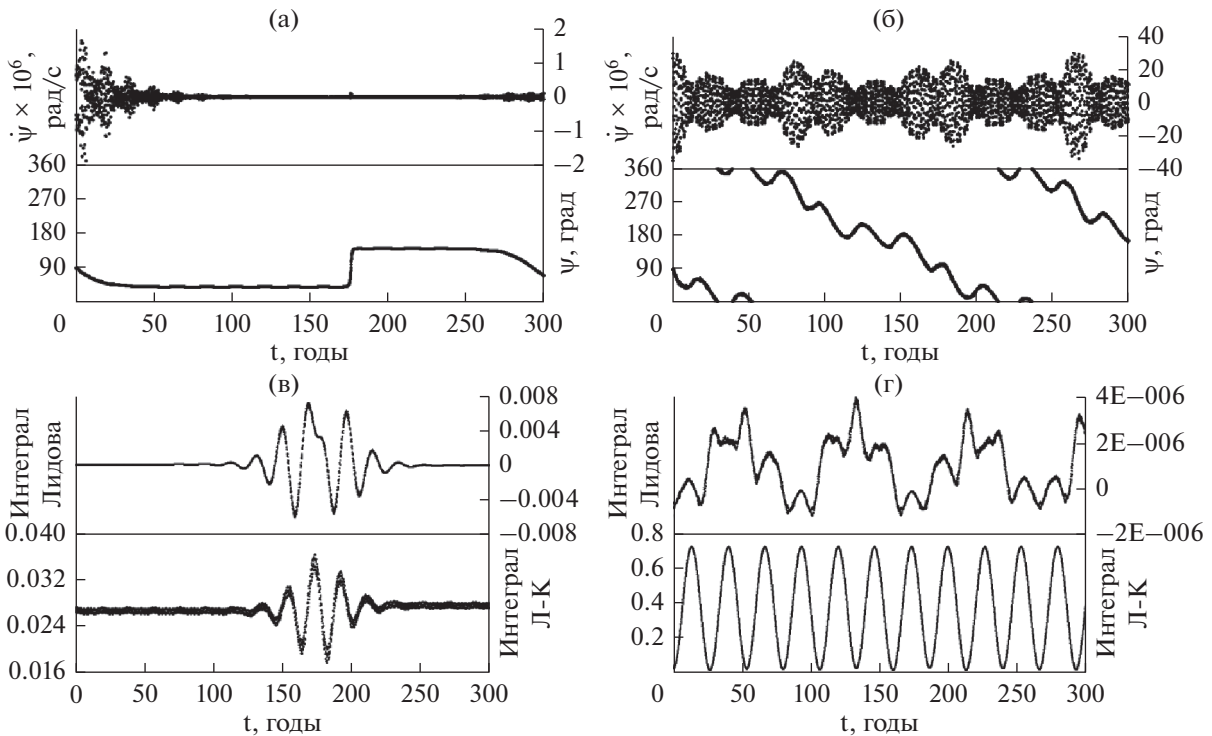 (а)
ψ̇ × 10⁶, рад/с
2
1
0
−1
−2
360
270
180
90
ψ, град
0 50 100 150 200 250 300
t, годы
(б)
ψ̇ × 10⁶, рад/с
40
20
0
−20
−40
360
270
180
90
ψ, град
0 50 100 150 200 250 300
t, годы
(в)
Интеграл
Лидова
0.008
0.004
0
−0.004
−0.008
0.040
0.032
0.024
0.016
Интеграл
Л-К
0 50 100 150 200 250 300
t, годы
(г)
Интеграл
Лидова
4E−006
2E−006
0
−2E−006
0.8
0.6
0.4
0.2
Интеграл
Л-К
0 50 100 150 200 250 300
t, годы